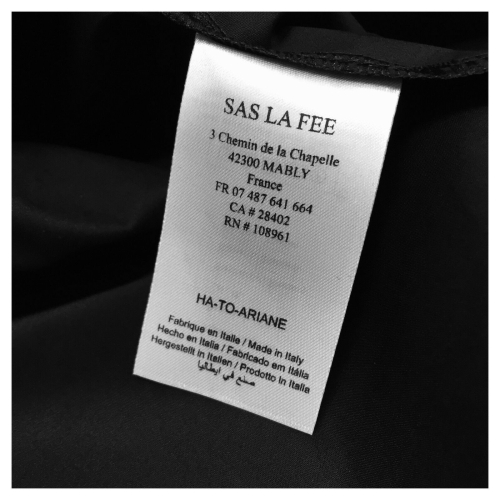 SAS LA FEE
3 Chemin de la Chapelle
42300 MABLY
France
FR 07 487 641 664
CA # 28402
RN # 108961
HA-TO-ARIANE
Fabrique en Italie / Made in Italy
Hecho en Italia / Fabricado em Itália
Hergestellt in Italien / Prodotto in Italia
صنع في ايطاليا